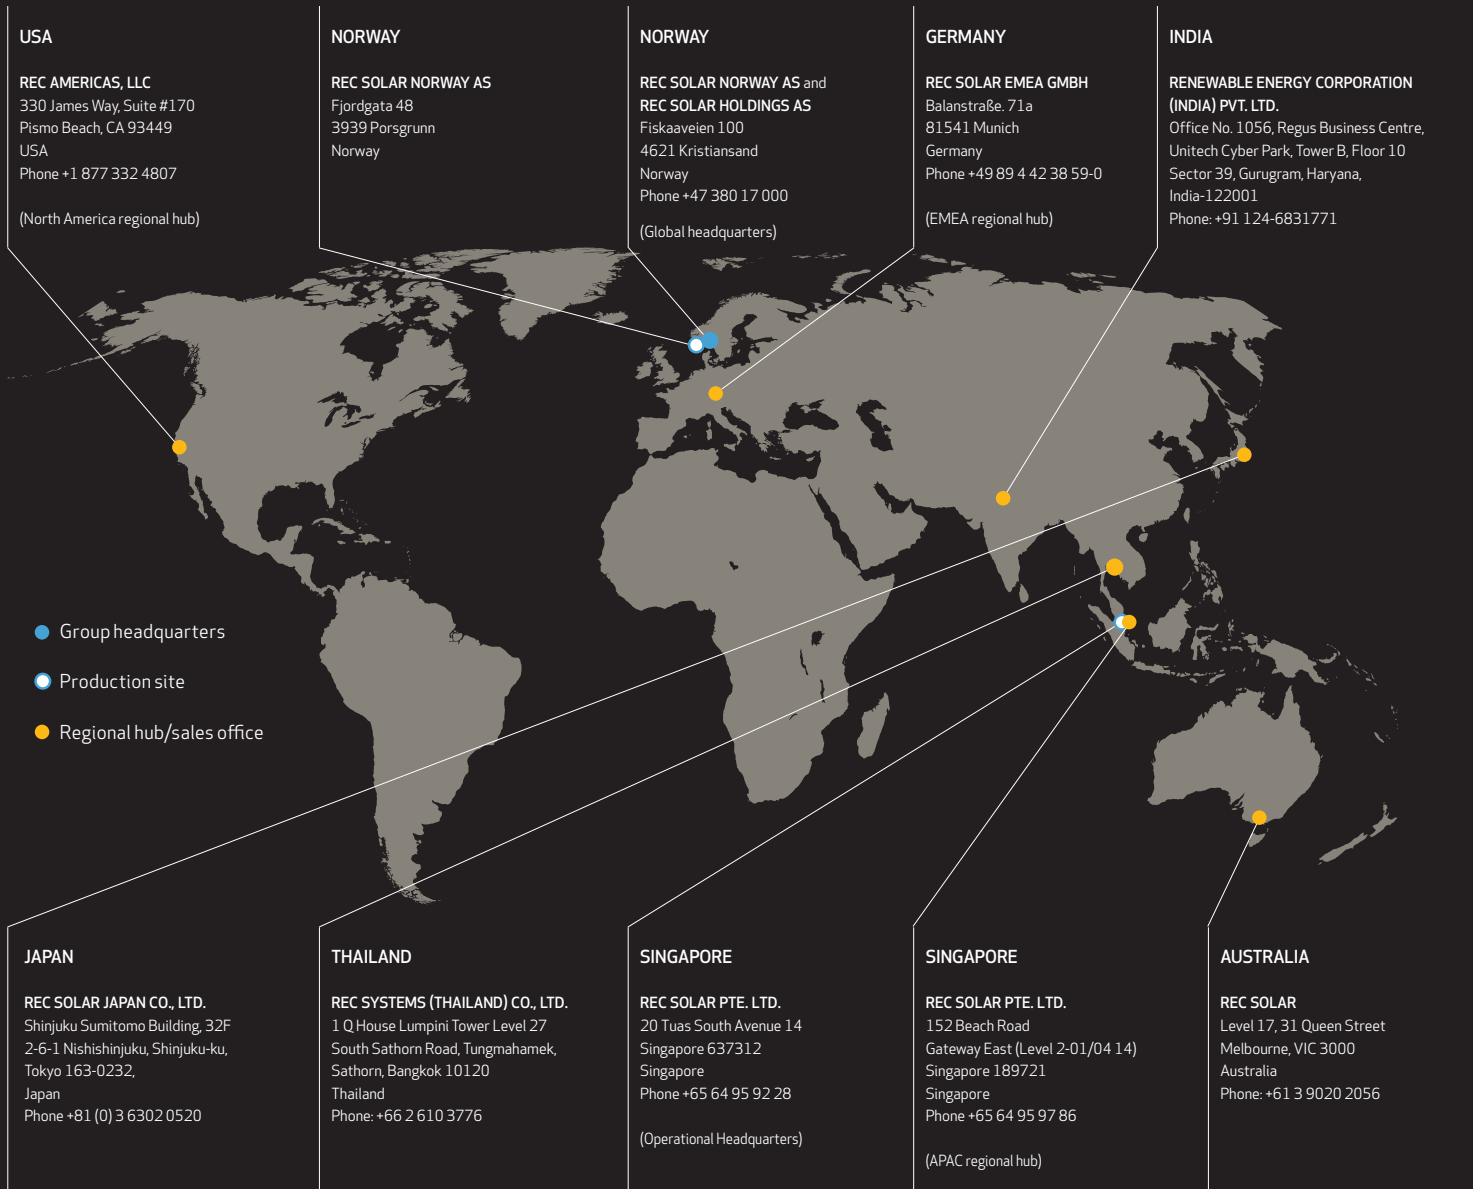 USA
REC AMERICAS, LLC
330 James Way, Suite #170
Pismo Beach, CA 93449
USA
Phone +1 877 332 4807
(North America regional hub)
NORWAY
REC SOLAR NORWAY AS
Fjordgata 48
3939 Porsgrunn
Norway
NORWAY
REC SOLAR NORWAY AS and
REC SOLAR HOLDINGS AS
Fiskaaveien 100
4621 Kristiansand
Norway
Phone +47 380 17 000
(Global headquarters)
GERMANY
REC SOLAR EMEA GMBH
Balanstraße. 71a
81541 Munich
Germany
Phone +49 89 4 42 38 59-0
(EMEA regional hub)
INDIA
RENEWABLE ENERGY CORPORATION
(INDIA) PVT. LTD.
Office No. 1056, Regus Business Centre,
Unitech Cyber Park, Tower B, Floor 10
Sector 39, Gurugram, Haryana,
India-122001
Phone: +91 124-6831771
Group headquarters
Production site
Regional hub/sales office
JAPAN
REC SOLAR JAPAN CO., LTD.
Shinjuku Sumitomo Building, 32F
2-6-1 Nishishinjuku, Shinjuku-ku,
Tokyo 163-0232,
Japan
Phone +81 (0) 3 6302 0520
THAILAND
REC SYSTEMS (THAILAND) CO., LTD.
1 Q House Lumpini Tower Level 27
South Sathorn Road, Tungmahamek,
Sathorn, Bangkok 10120
Thailand
Phone: +66 2 610 3776
SINGAPORE
REC SOLAR PTE. LTD.
20 Tuas South Avenue 14
Singapore 637312
Singapore
Phone +65 64 95 92 28
(Operational Headquarters)
SINGAPORE
REC SOLAR PTE. LTD.
152 Beach Road
Gateway East (Level 2-01/04 14)
Singapore 189721
Singapore
Phone +65 64 95 97 86
(APAC regional hub)
AUSTRALIA
REC SOLAR
Level 17, 31 Queen Street
Melbourne, VIC 3000
Australia
Phone: +61 3 9020 2056